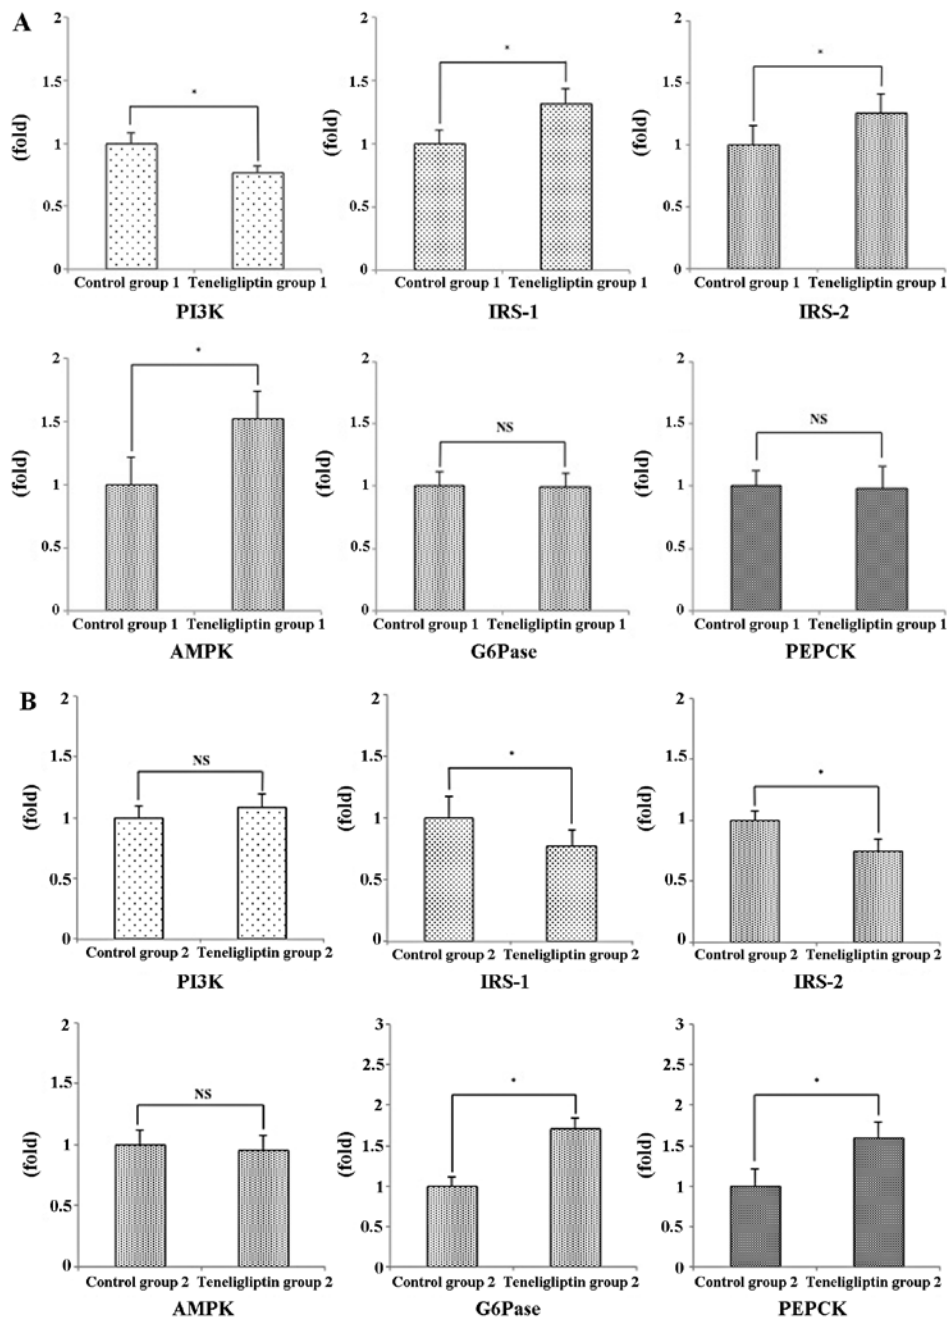 A
2
1.5
1
0.5
0
(fold)
*
Control group 1 Teneligliptin group 1
PI3K
2
1.5
1
0.5
0
(fold)
*
Control group 1 Teneligliptin group 1
IRS-1
2
1.5
1
0.5
0
(fold)
*
Control group 1 Teneligliptin group 1
IRS-2
2
1.5
1
0.5
0
(fold)
*
Control group 1 Teneligliptin group 1
AMPK
2
1.5
1
0.5
0
(fold)
NS
Control group 1 Teneligliptin group 1
G6Pase
2
1.5
1
0.5
0
(fold)
NS
Control group 1 Teneligliptin group 1
PEPCK
B
2
1.5
1
0.5
0
(fold)
NS
Control group 2 Teneligliptin group 2
PI3K
2
1.5
1
0.5
0
(fold)
*
Control group 2 Teneligliptin group 2
IRS-1
2
1.5
1
0.5
0
(fold)
*
Control group 2 Teneligliptin group 2
IRS-2
2
1.5
1
0.5
0
(fold)
NS
Control group 2 Teneligliptin group 2
AMPK
3
2.5
2
1.5
1
0.5
0
(fold)
*
Control group 2 Teneligliptin group 2
G6Pase
3
2.5
2
1.5
1
0.5
0
(fold)
*
Control group 2 Teneligliptin group 2
PEPCK